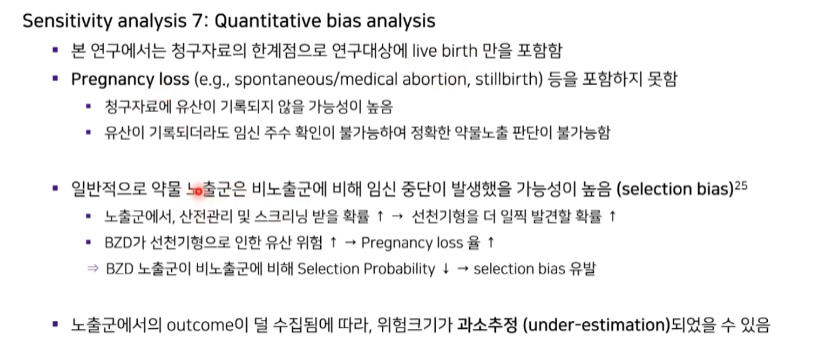 Sensitivity analysis 7: Quantitative bias analysis
▪ 본 연구에서는 청구자료의 한계점으로 연구대상에 live birth 만을 포함함
▪ Pregnancy loss (e.g., spontaneous/medical abortion, stillbirth) 등을 포함하지 못함
▪ 청구자료에 유산이 기록되지 않을 가능성이 높음
▪ 유산이 기록되더라도 임신 주수 확인이 불가능하여 정확한 약물노출 판단이 불가능함
▪ 일반적으로 약물 노출군은 비노출군에 비해 임신 중단이 발생했을 가능성이 높음 (selection bias)25
▪ 노출군에서, 산전관리 및 스크리닝 받을 확률 ↑ → 선천기형을 더 일찍 발견할 확률 ↑
▪ BZD가 선천기형으로 인한 유산 위험 ↑ → Pregnancy loss 율 ↑
⇒ BZD 노출군이 비노출군에 비해 Selection Probability ↓ → selection bias 유발
▪ 노출군에서의 outcome이 덜 수집됨에 따라, 위험크기가 과소추정 (under-estimation)되었을 수 있음